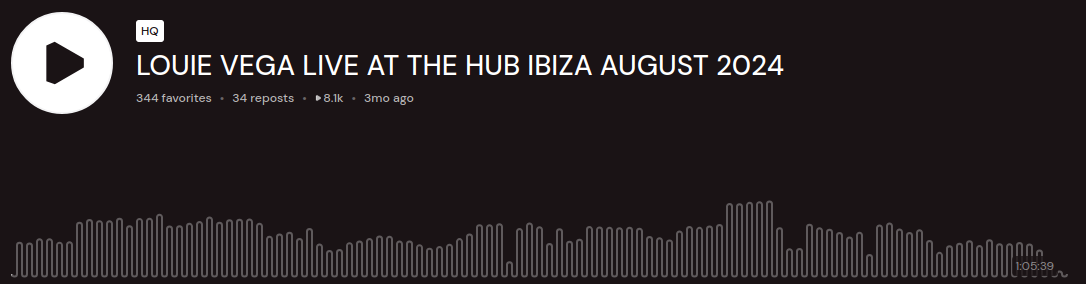 HQ
LOUIE VEGA LIVE AT THE HUB IBIZA AUGUST 2024
344 favorites • 34 reposts • 8.1k • 3mo ago
1:05:39